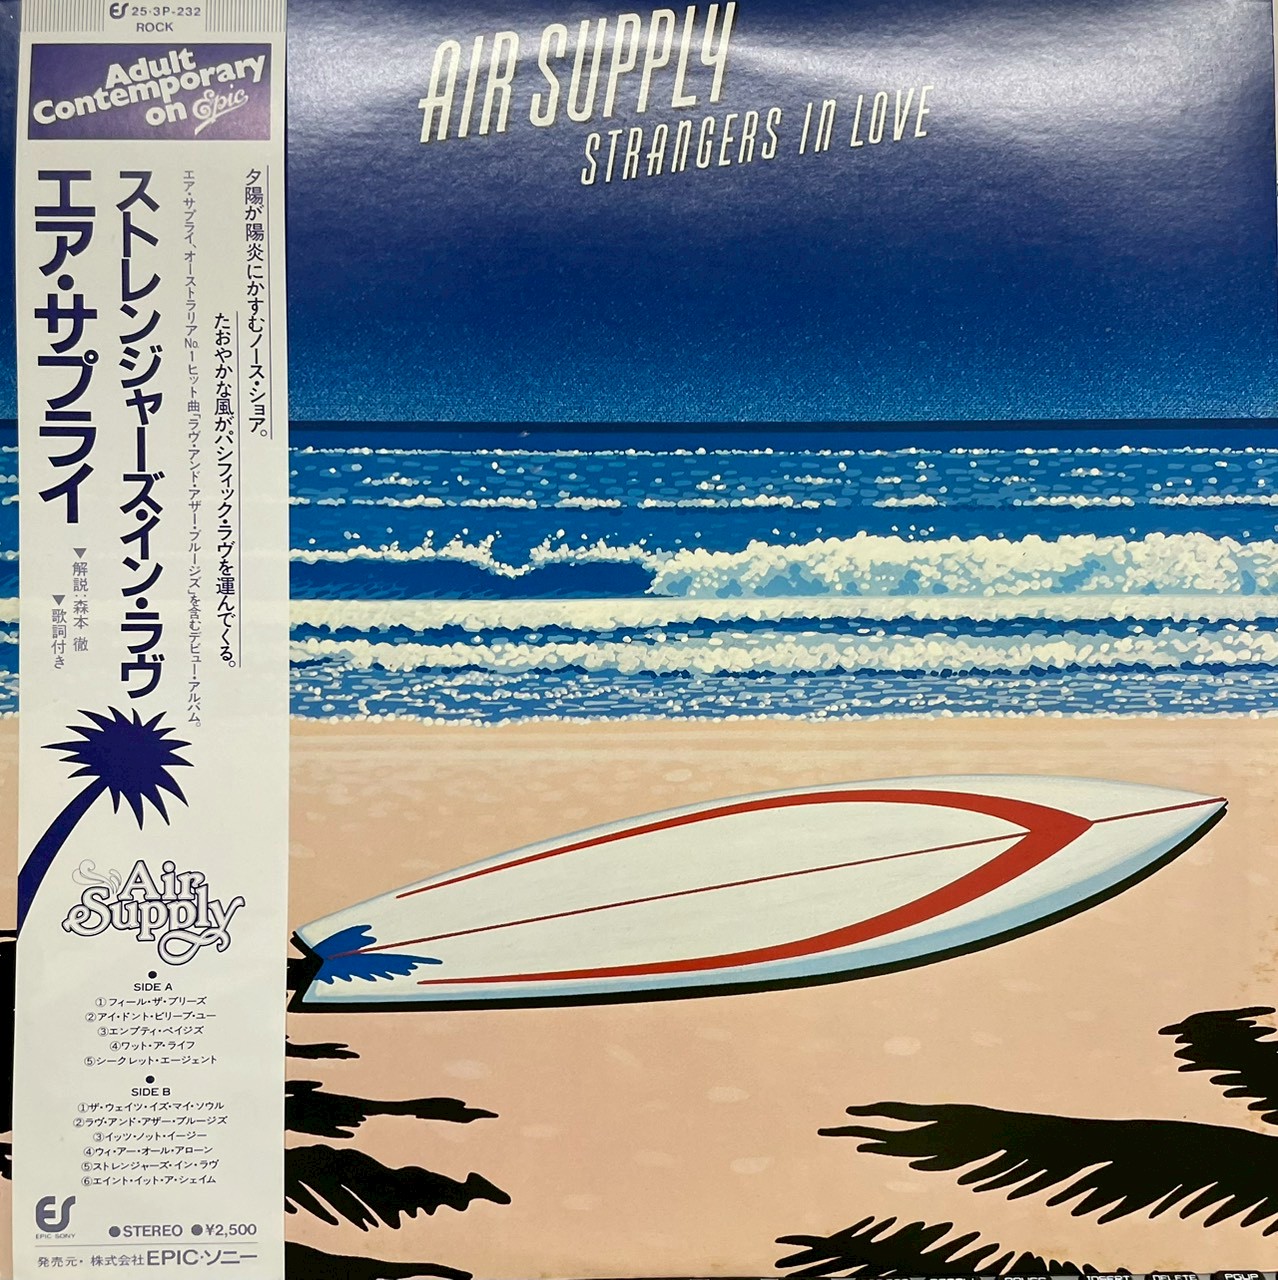 ES 25・3P-232
ROCK
Adult
Contemporary
on Epic
AIR SUPPLY
STRANGERS IN LOVE
夕陽が陽炎にかすむノース・ショア。
たおやかな風がパシフィック・ラヴを運んでくる。
エア・サプライ、オーストラリアNo.1ヒット曲「ラヴ・アンド・アザー・ブルージズ」を含むデビュー・アルバム。
ストレンジャーズ・イン・ラヴ
エア・サプライ
▼解説:森本 徹
▼歌詞付き
Air
Supply
●
SIDE A
①フィール・ザ・ブリーズ
②アイ・ドント・ビリーブ・ユー
③エンプティ・ペイジズ
④ワット・ア・ライフ
⑤シークレット・エージェント
●
SIDE B
①ザ・ウェイツ・イズ・マイ・ソウル
②ラヴ・アンド・アザー・ブルージズ
③イッツ・ノット・イージー
④ウィ・アー・オール・アローン
⑤ストレンジャーズ・イン・ラヴ
⑥エイント・イット・ア・シェイム
ES
EPIC SONY
●STEREO ●¥2,500
発売元・株式会社EPIC・ソニー
INSERT DELETE PGUP